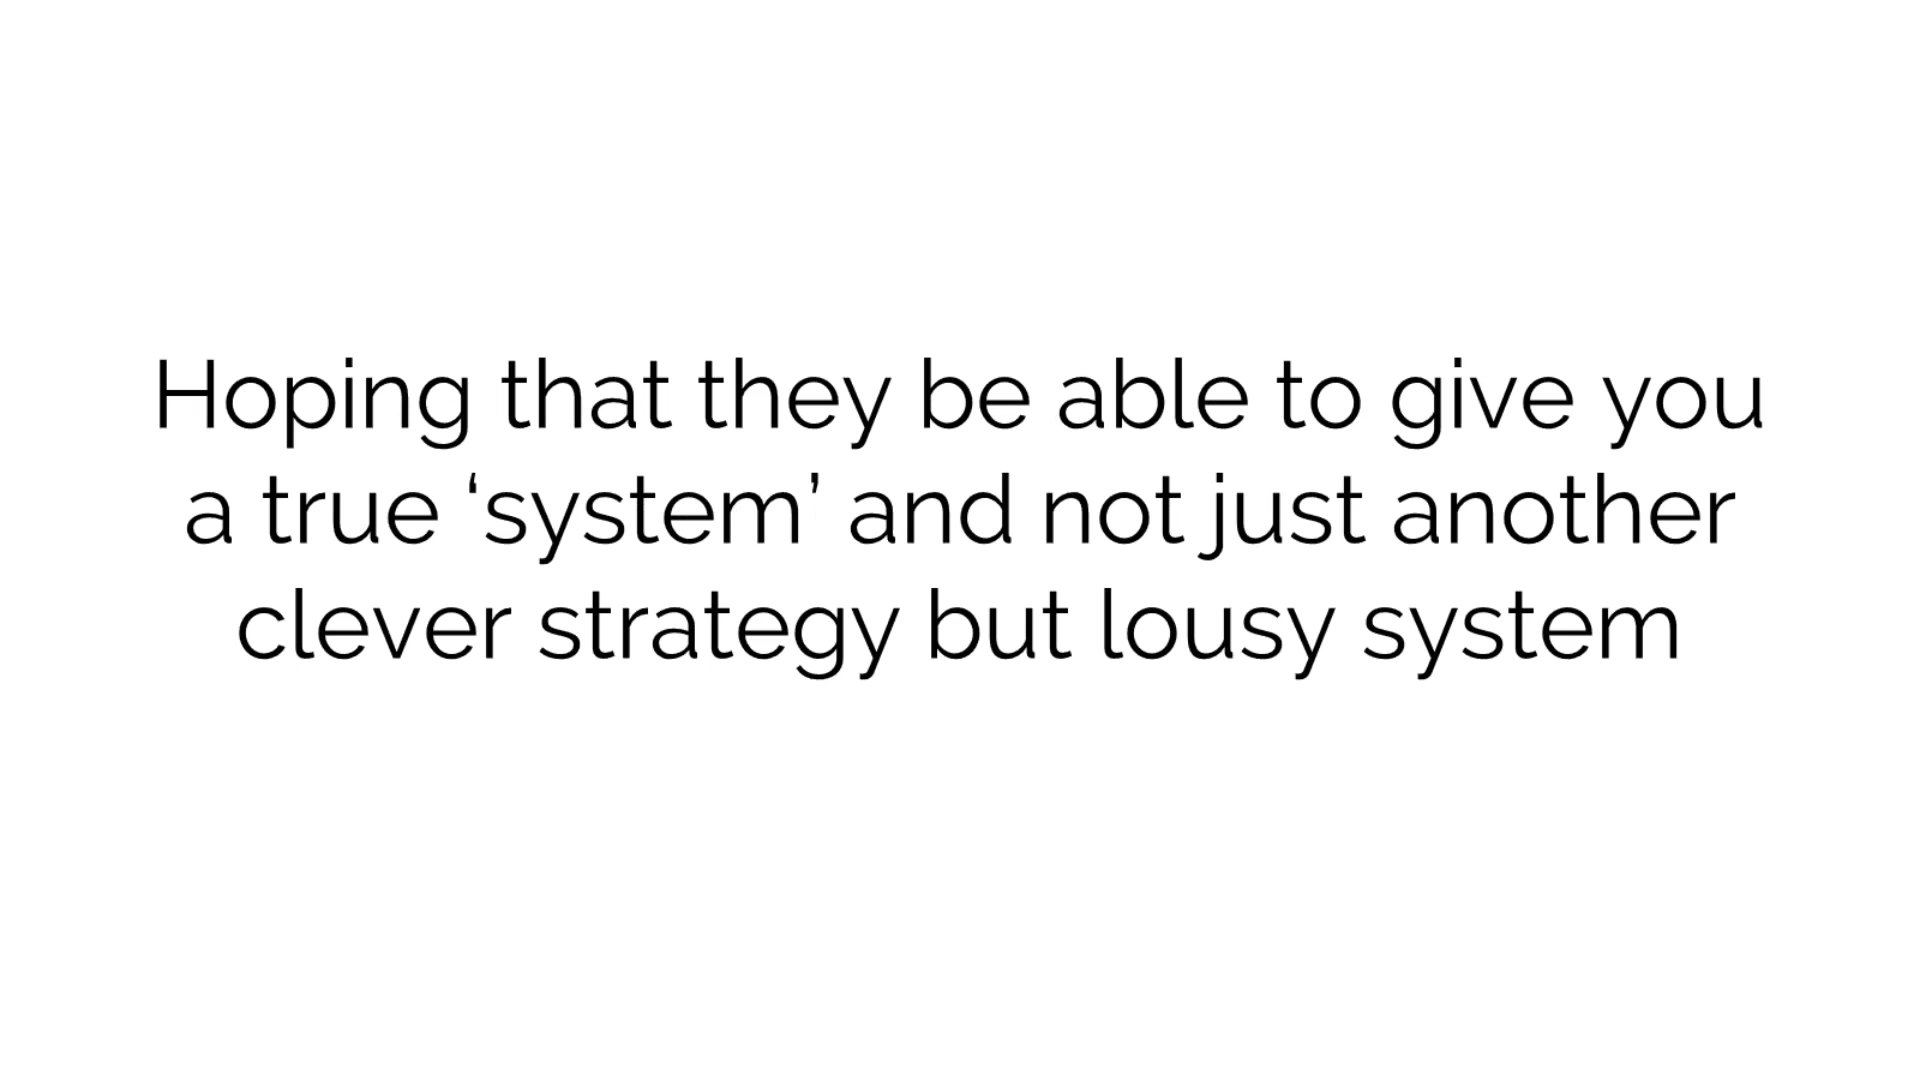 Hoping that they be able to give you
a true ‘system’ and not just another
clever strategy but lousy system